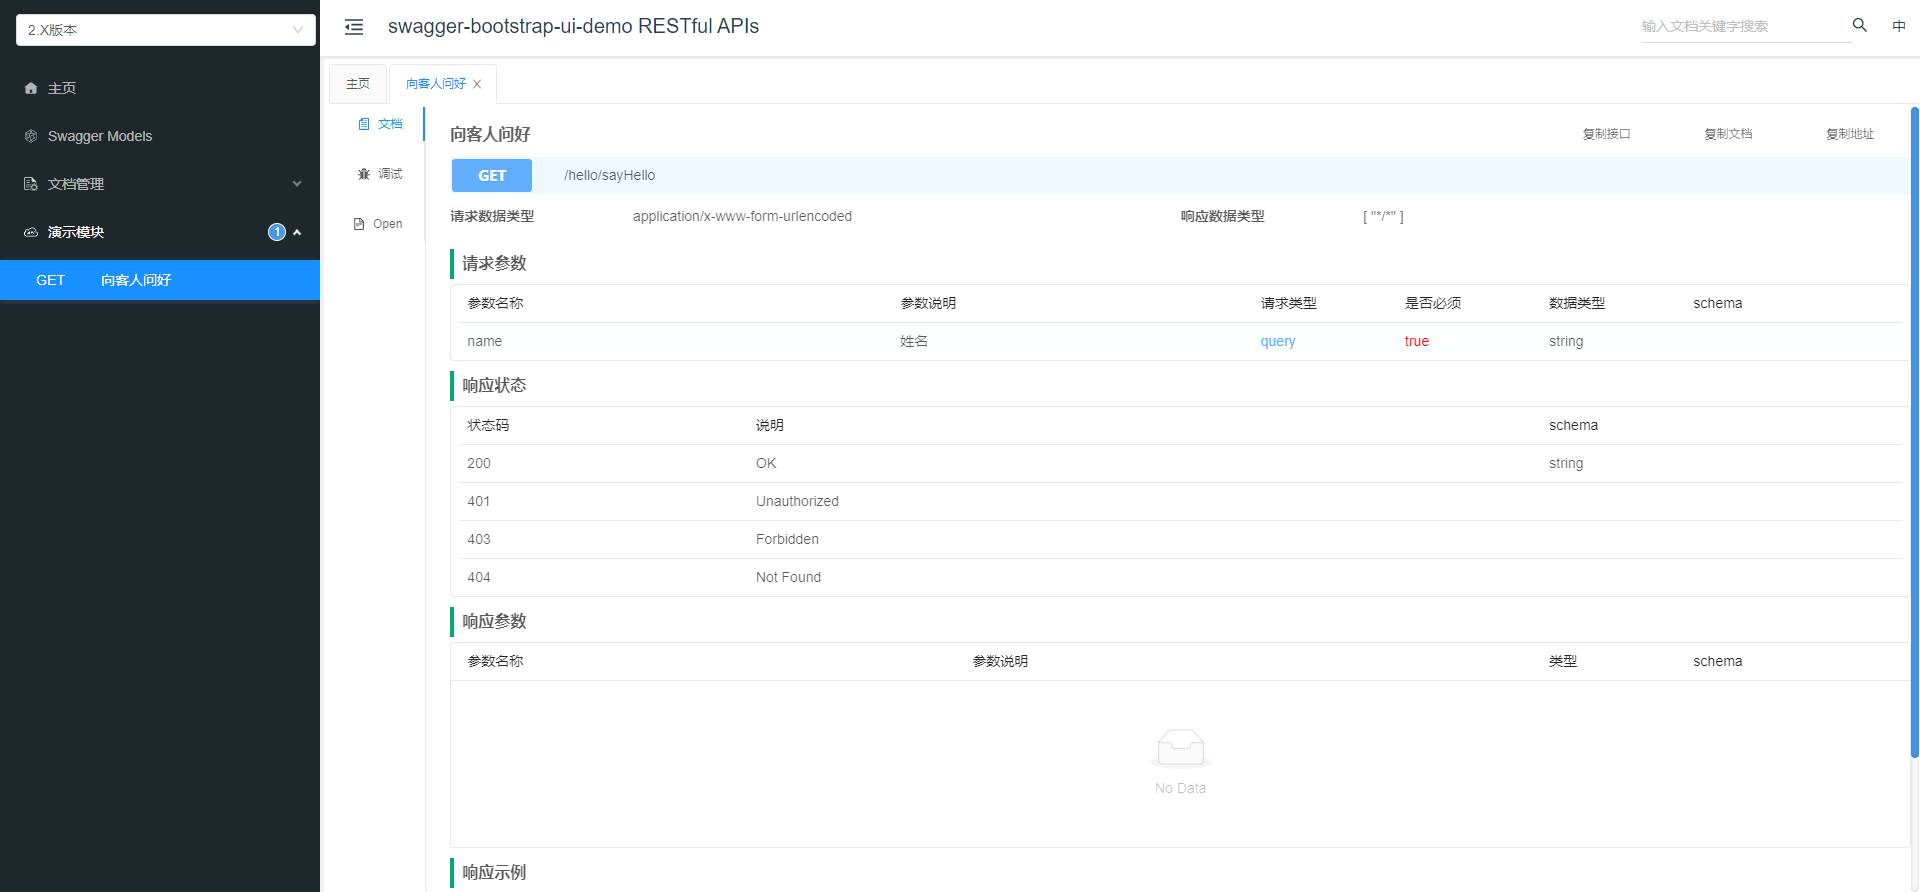 2.X版本
主页
Swagger Models
文档管理
演示模块 1
GET 向客人问好
swagger-bootstrap-ui-demo RESTful APIs
输入文档关键字搜索
中
主页 向客人问好
文档
调试
Open
向客人问好 复制接口 复制文档 复制地址
GET /hello/sayHello
请求数据类型 application/x-www-form-urlencoded 响应数据类型 [ "*/*" ]
请求参数
参数名称 参数说明 请求类型 是否必须 数据类型 schema
name 姓名 query true string
响应状态
状态码 说明 schema
200 OK string
401 Unauthorized
403 Forbidden
404 Not Found
响应参数
参数名称 参数说明 类型 schema
No Data
响应示例